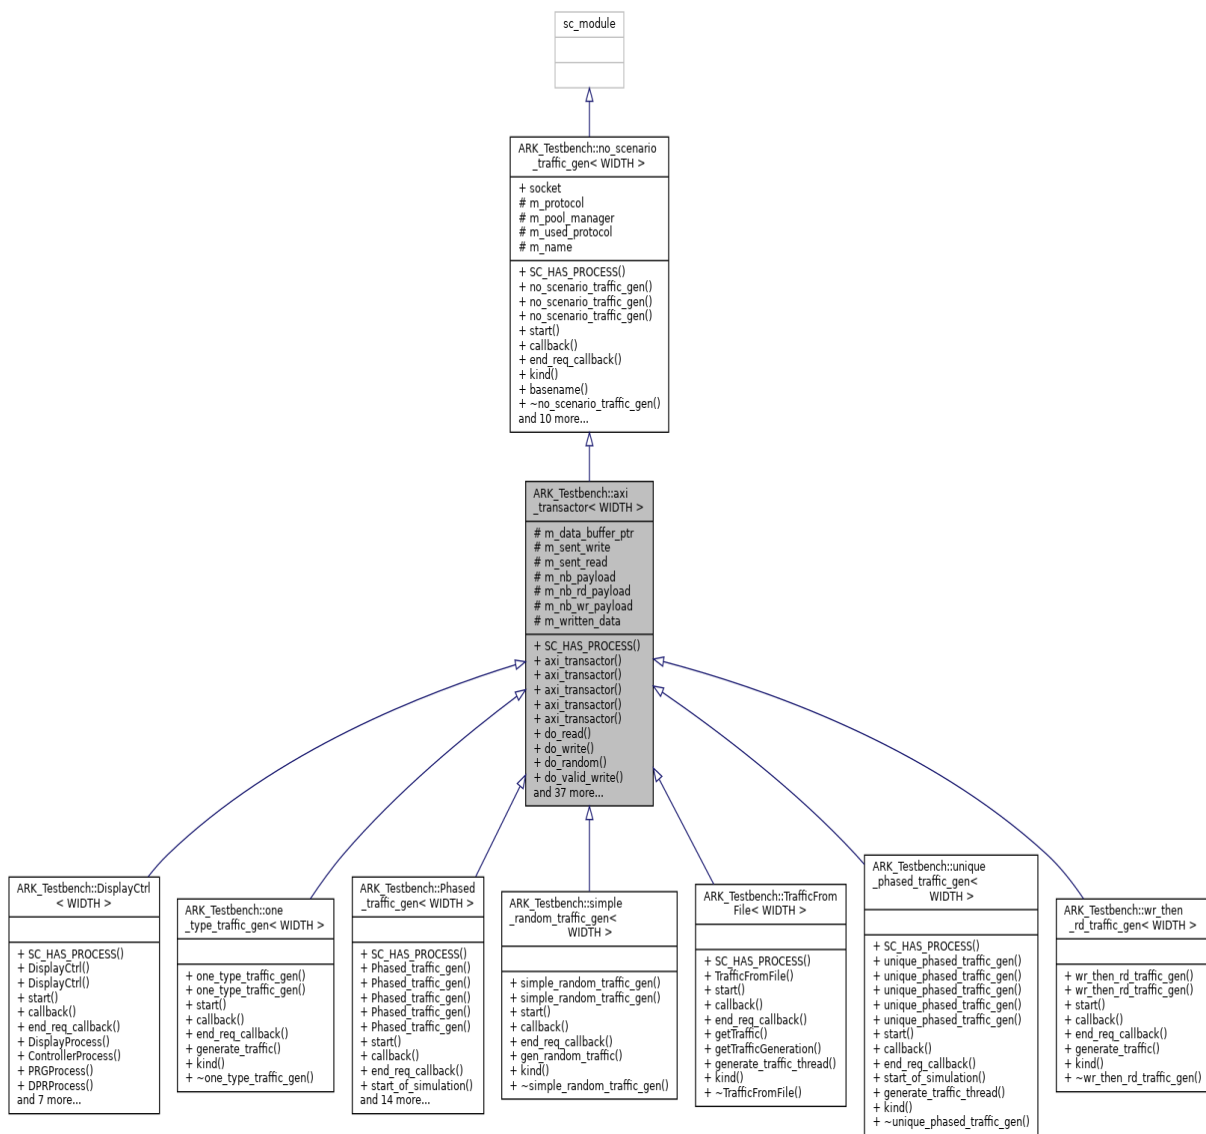 sc_module
ARK_Testbench::no_scenario
_traffic_gen< WIDTH >
+ socket
# m_protocol
# m_pool_manager
# m_used_protocol
# m_name
+ SC_HAS_PROCESS()
+ no_scenario_traffic_gen()
+ no_scenario_traffic_gen()
+ no_scenario_traffic_gen()
+ start()
+ callback()
+ end_req_callback()
+ kind()
+ basename()
+ ~no_scenario_traffic_gen()
and 10 more...
ARK_Testbench::axi
_transactor< WIDTH >
# m_data_buffer_ptr
# m_sent_write
# m_sent_read
# m_nb_payload
# m_nb_rd_payload
# m_nb_wr_payload
# m_written_data
+ SC_HAS_PROCESS()
+ axi_transactor()
+ axi_transactor()
+ axi_transactor()
+ axi_transactor()
+ axi_transactor()
+ do_read()
+ do_write()
+ do_random()
+ do_valid_write()
and 37 more...
ARK_Testbench::DisplayCtrl
< WIDTH >
+ SC_HAS_PROCESS()
+ DisplayCtrl()
+ DisplayCtrl()
+ start()
+ callback()
+ end_req_callback()
+ DisplayProcess()
+ ControllerProcess()
+ PRGProcess()
+ DPRProcess()
and 7 more...
ARK_Testbench::one
_type_traffic_gen< WIDTH >
+ one_type_traffic_gen()
+ one_type_traffic_gen()
+ start()
+ callback()
+ end_req_callback()
+ generate_traffic()
+ kind()
+ ~one_type_traffic_gen()
ARK_Testbench::Phased
_traffic_gen< WIDTH >
+ SC_HAS_PROCESS()
+ Phased_traffic_gen()
+ Phased_traffic_gen()
+ Phased_traffic_gen()
+ Phased_traffic_gen()
+ Phased_traffic_gen()
+ start()
+ callback()
+ end_req_callback()
+ start_of_simulation()
and 14 more...
ARK_Testbench::simple
_random_traffic_gen<
WIDTH >
+ simple_random_traffic_gen()
+ simple_random_traffic_gen()
+ start()
+ callback()
+ end_req_callback()
+ gen_random_traffic()
+ kind()
+ ~simple_random_traffic_gen()
ARK_Testbench::TrafficFrom
File< WIDTH >
+ SC_HAS_PROCESS()
+ TrafficFromFile()
+ start()
+ callback()
+ end_req_callback()
+ getTraffic()
+ getTrafficGeneration()
+ generate_traffic_thread()
+ kind()
+ ~TrafficFromFile()
ARK_Testbench::unique
_phased_traffic_gen<
WIDTH >
+ SC_HAS_PROCESS()
+ unique_phased_traffic_gen()
+ unique_phased_traffic_gen()
+ unique_phased_traffic_gen()
+ unique_phased_traffic_gen()
+ unique_phased_traffic_gen()
+ start()
+ callback()
+ end_req_callback()
+ start_of_simulation()
+ generate_traffic_thread()
+ kind()
+ ~unique_phased_traffic_gen()
ARK_Testbench::wr_then
_rd_traffic_gen< WIDTH >
+ wr_then_rd_traffic_gen()
+ wr_then_rd_traffic_gen()
+ start()
+ callback()
+ end_req_callback()
+ generate_traffic()
+ kind()
+ ~wr_then_rd_traffic_gen()